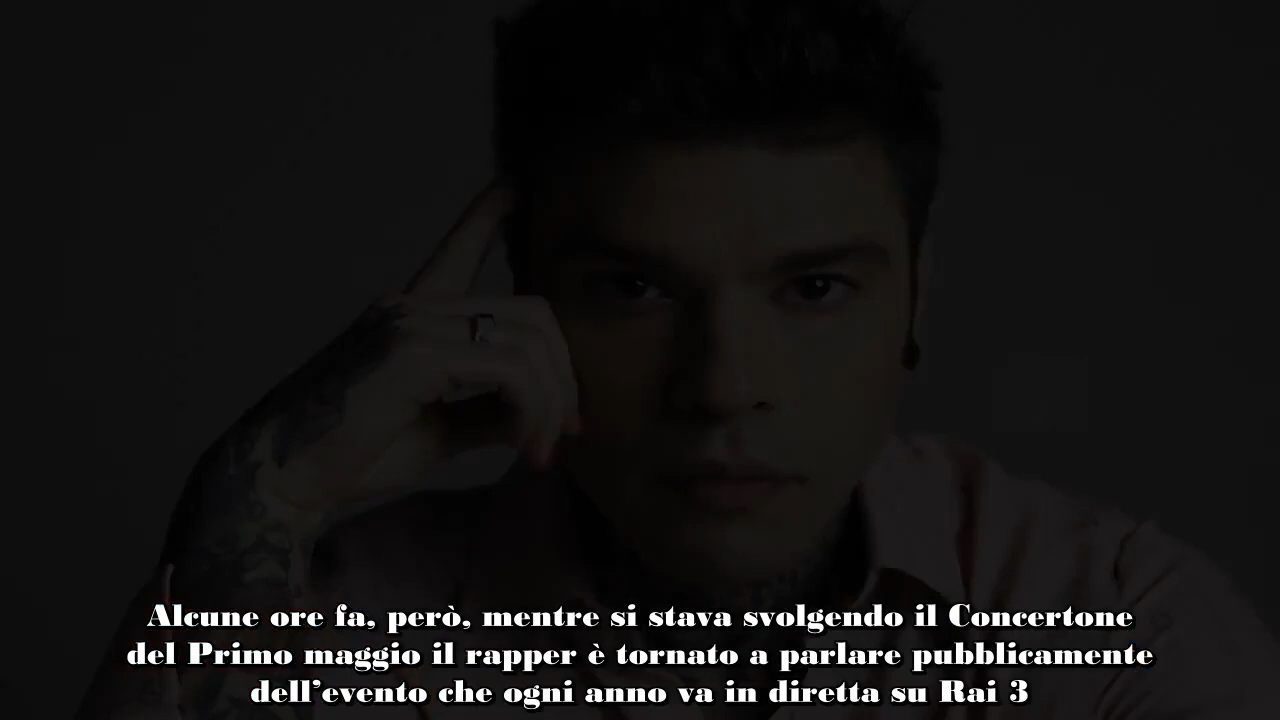 Alcune ore fa, però, mentre si stava svolgendo il Concertone
del Primo maggio il rapper è tornato a parlare pubblicamente
dell’evento che ogni anno va in diretta su Rai 3